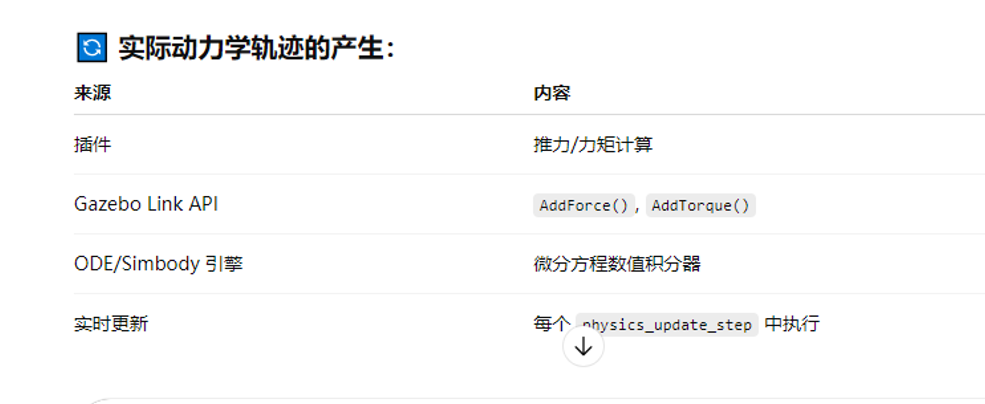 实际动力学轨迹的产生：
来源 内容
插件 推力/力矩计算
Gazebo Link API AddForce(), AddTorque()
ODE/Simbody 引擎 微分方程数值积分器
实时更新 每个 physics_update_step 中执行